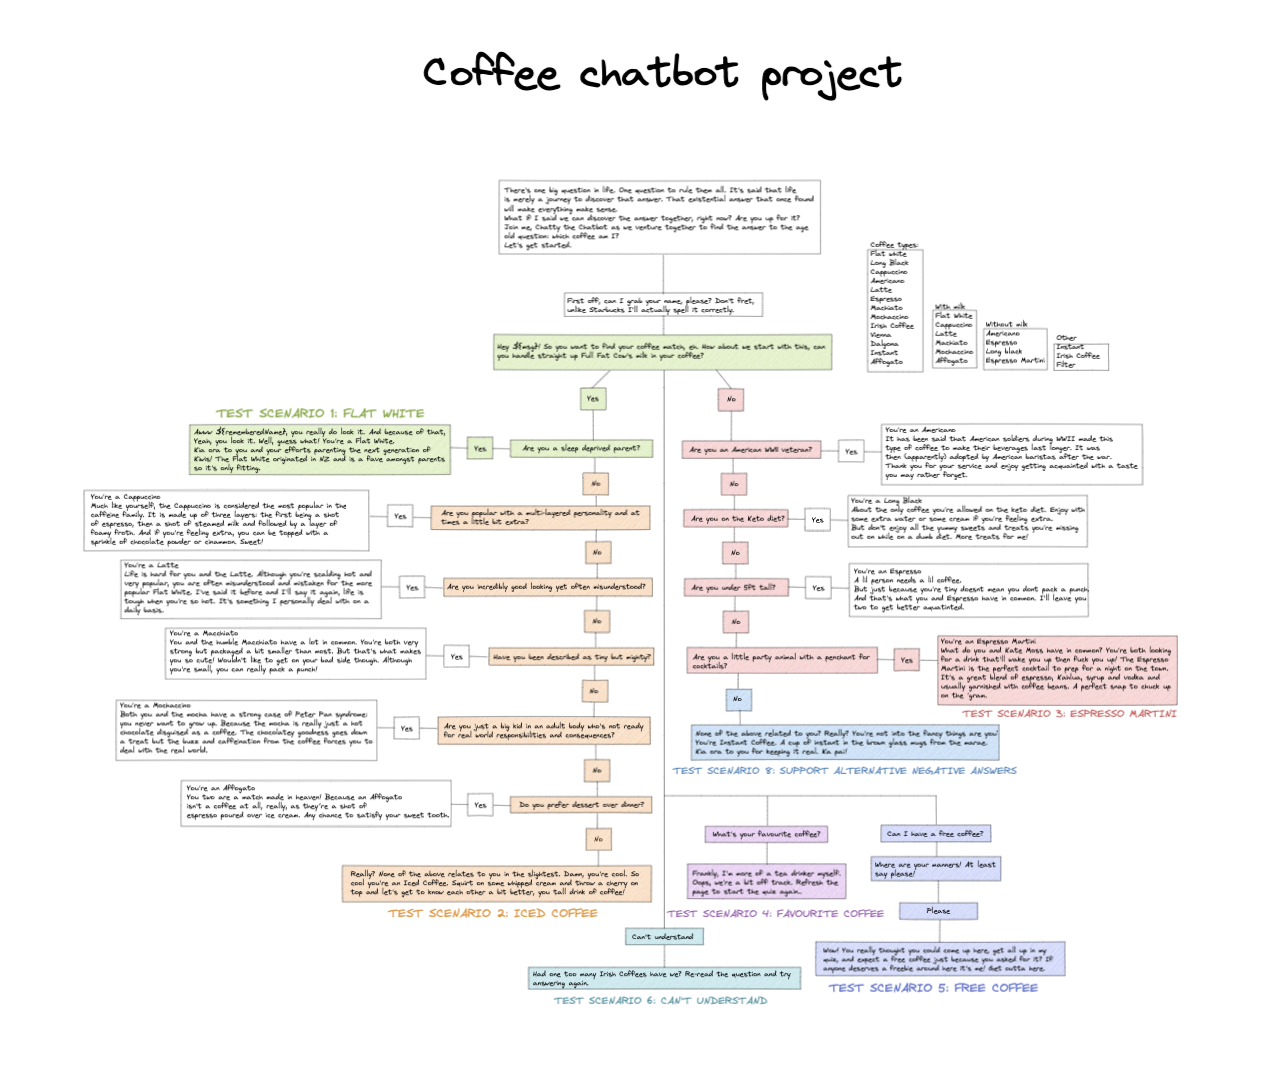 Coffee chatbot project
There's one big question in life. One question to rule them all. It's said that life
is merely a journey to discover that answer. That existential answer that once found
will make everything make sense.
What if I said we can discover the answer together, right now? Are you up for it?
Join me, Chatty the Chatbot as we venture together to find the answer to the age
old question: which coffee am I?
Let's get started.
First off, can I grab your name, please? Don't fret,
unlike Starbucks I'll actually spell it correctly.
Hey ${msg}! So you want to find your coffee match, eh. How about we start with this, can
you handle straight up Full Fat Cow's milk in your coffee?
Coffee types:
Flat white
Long Black
Cappuccino
Americano
Latte
Espresso
Machiato
Mochaccino
Irish Coffee
Vienna
Dalgona
Instant
Affogato
With milk
Flat White
Cappuccino
Latte
Machiato
Mochaccino
Affogato
Without milk
Americano
Espresso
Long black
Espresso Martini
Other
Instant
Irish Coffee
Filter
Yes
No
TEST SCENARIO 1: FLAT WHITE
Aww ${rememberedName}, you really do look it. And because of that,
Yeah, you look it. Well, guess what! You're a Flat White.
Kia ora to you and your efforts parenting the next generation of
Kiwis! The Flat White originated in NZ and is a fave amongst parents
so it's only fitting.
Yes
Are you a sleep deprived parent?
No
You're a Cappuccino
Much like yourself, the Cappuccino is considered the most popular in the
caffeine family. It is made up of three layers: the first being a shot
of espresso, then a shot of steamed milk and followed by a layer of
foamy froth. And if you're feeling extra, you can be topped with a
sprinkle of chocolate powder or cinammon. Sweet!
Yes
Are you popular with a multi-layered personality and at
times a little bit extra?
No
You're a Latte
Life is hard for you and the Latte. Although you're scalding hot and
very popular, you are often misunderstood and mistaken for the more
popular Flat White. I've said it before and I'll say it again, life is
tough when you're so hot. It's something I personally deal with on a
daily basis.
Yes
Are you incredibly good looking yet often misunderstood?
No
You're a Macchiato
You and the humble Macchiato have a lot in common. You're both very
strong but packaged a bit smaller than most. But that's what makes
you so cute! Wouldn't like to get on your bad side though. Although
you're small, you can really pack a punch!
Yes
Have you been described as tiny but mighty?
No
You're a Mochaccino
Both you and the mocha have a strong case of Peter Pan syndrome:
you never want to grow up. Because the mocha is really just a hot
chocolate disguised as a coffee. The chocolatey goodness goes down
a treat but the buzz and caffeination from the coffee forces you to
deal with the real world.
Yes
Are you just a big kid in an adult body who's not ready
for real world responsibilities and consequences?
No
You're an Affogato
You two are a match made in heaven! Because an Affogato
isn't a coffee at all, really, as they're a shot of
espresso poured over ice cream. Any chance to satisfy your sweet tooth.
Yes
Do you prefer dessert over dinner?
No
Really? None of the above relates to you in the slightest. Damn, you're cool. So
cool you're an Iced Coffee. Squirt on some whipped cream and throw a cherry on
top and let's get to know each other a bit better, you tall drink of coffee!
TEST SCENARIO 2: ICED COFFEE
Are you an American WWII veteran?
Yes
You're an Americano
It has been said that American soldiers during WWII made this
type of coffee to make their beverages last longer. It was
then (apparently) adopted by American baristas after the war.
Thank you for your service and enjoy getting acquainted with a taste
you may rather forget.
No
Are you on the Keto diet?
Yes
You're a Long Black
About the only coffee you're allowed on the keto diet. Enjoy with
some extra water or some cream if you're feeling extra.
But don't enjoy all the yummy sweets and treats you're missing
out on while on a dumb diet. More treats for me!
No
Are you under 5ft tall?
Yes
You're an Espresso
A lil person needs a lil coffee.
But just because you're tiny doesnt mean you dont pack a punch.
And that's what you and Espresso have in common. I'll leave you
two to get better aquatinted.
No
Are you a little party animal with a penchant for
cocktails?
Yes
You're an Espresso Martini
What do you and Kate Moss have in common? You're both looking
for a drink that'll wake you up then fuck you up! The Espresso
Martini is the perfect cocktail to prep for a night on the town.
It's a great blend of espresso, Kahlua, syrup and vodka and
usually garnished with coffee beans. A perfect snap to chuck up
on the 'gram.
TEST SCENARIO 3: ESPRESSO MARTINI
No
None of the above related to you? Really? You're not into the fancy things are you!
You're Instant Coffee. A cup of instant in the brown glass mugs from the marae.
Kia ora to you for keeping it real. Ka pai!
TEST SCENARIO 8: SUPPORT ALTERNATIVE NEGATIVE ANSWERS
What's your favourite coffee?
Frankly, I'm more of a tea drinker myself.
Oops, we're a bit off track. Refresh the
page to start the quiz again.
TEST SCENARIO 4: FAVOURITE COFFEE
Can I have a free coffee?
Where are your manners! At least
say please!
Please
Wow! You really thought you could come up here, get all up in my
quiz, and expect a free coffee just because you asked for it? If
anyone deserves a freebie around here it's me! Get outta here.
TEST SCENARIO 5: FREE COFFEE
Can't understand
Had one too many Irish Coffees have we? Re-read the question and try
answering again.
TEST SCENARIO 6: CAN'T UNDERSTAND